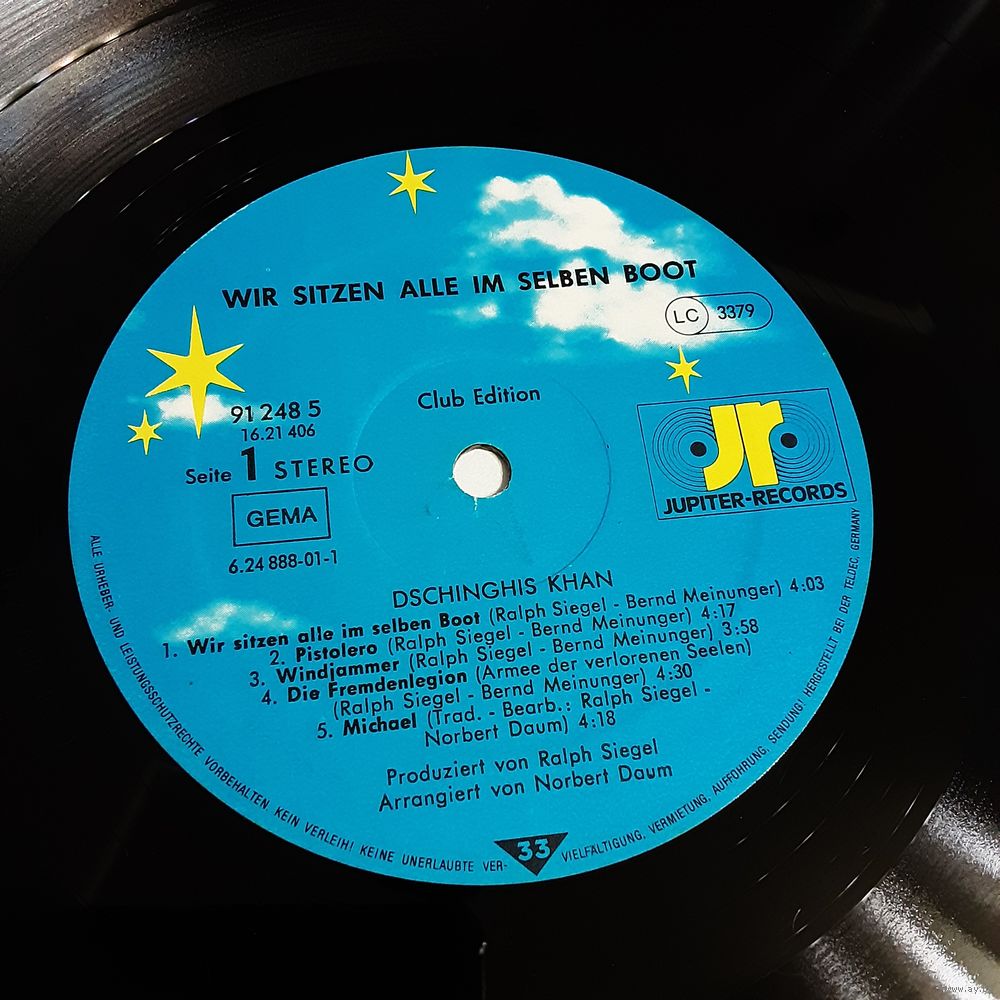 WIR SITZEN ALLE IM SELBEN BOOT
LC 3379
Club Edition
91 248 5
16.21 406
Seite 1 STEREO
GEMA
6.24 888-01-1
jr
JUPITER-RECORDS
DSCHINGHIS KHAN
1. Wir sitzen alle im selben Boot (Ralph Siegel - Bernd Meinunger) 4:03
2. Pistolero (Ralph Siegel - Bernd Meinunger) 4:17
3. Windjammer (Ralph Siegel - Bernd Meinunger) 3:58
4. Die Fremdenlegion (Armee der verlorenen Seelen)
(Ralph Siegel - Bernd Meinunger) 4:30
5. Michael (Trad. - Bearb.: Ralph Siegel -
Norbert Daum) 4:18
Produziert von Ralph Siegel
Arrangiert von Norbert Daum
ALLE URHEBER- UND LEISTUNGSSCHUTZRECHTE VORBEHALTEN. KEIN VERLEIH! KEINE UNERLAUBTE VER- 33 VIELFÄLTIGUNG, VERMIETUNG, AUFFÜHRUNG, SENDUNG! HERGESTELLT BEI DER TELDEC, GERMANY